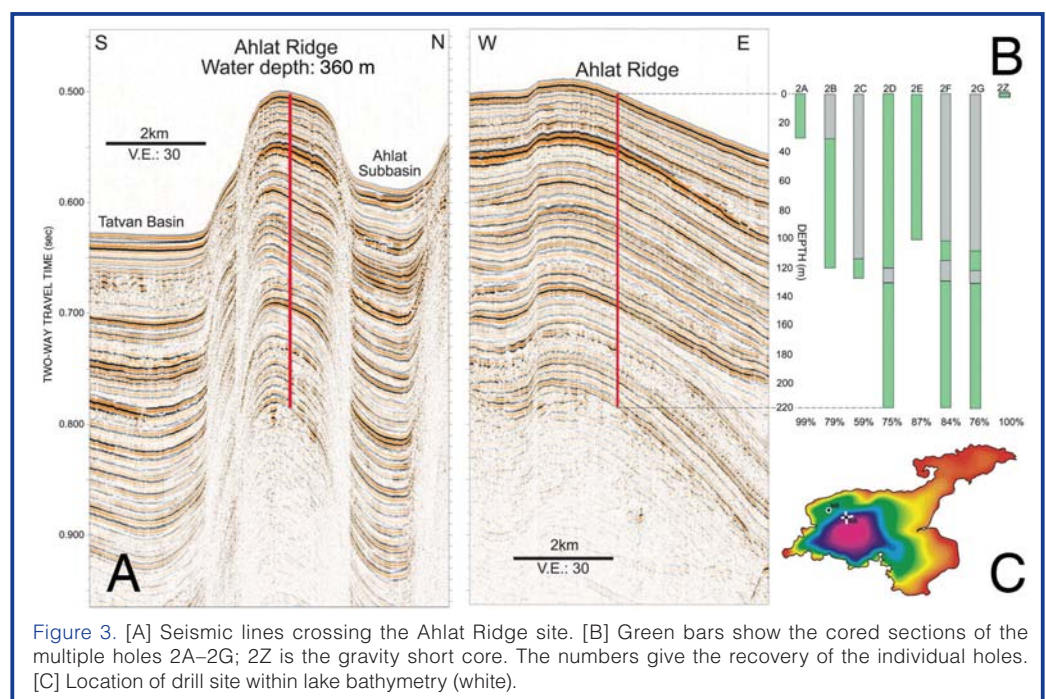 S
N
Ahlat Ridge
Water depth: 360 m
2km
V.E.: 30
Ahlat
Subbasin
Tatvan Basin
0.500
0.600
0.700
0.800
0.900
TWO-WAY TRAVEL TIME (sec)
A
W
E
Ahlat Ridge
2km
V.E.: 30
B
2A 2B 2C 2D 2E 2F 2G 2Z
0
20
40
60
80
100
120
140
160
180
200
220
DEPTH (m)
99% 79% 59% 75% 87% 84% 76% 100%
C
Figure 3. [A] Seismic lines crossing the Ahlat Ridge site. [B] Green bars show the cored sections of the
multiple holes 2A–2G; 2Z is the gravity short core. The numbers give the recovery of the individual holes.
[C] Location of drill site within lake bathymetry (white).